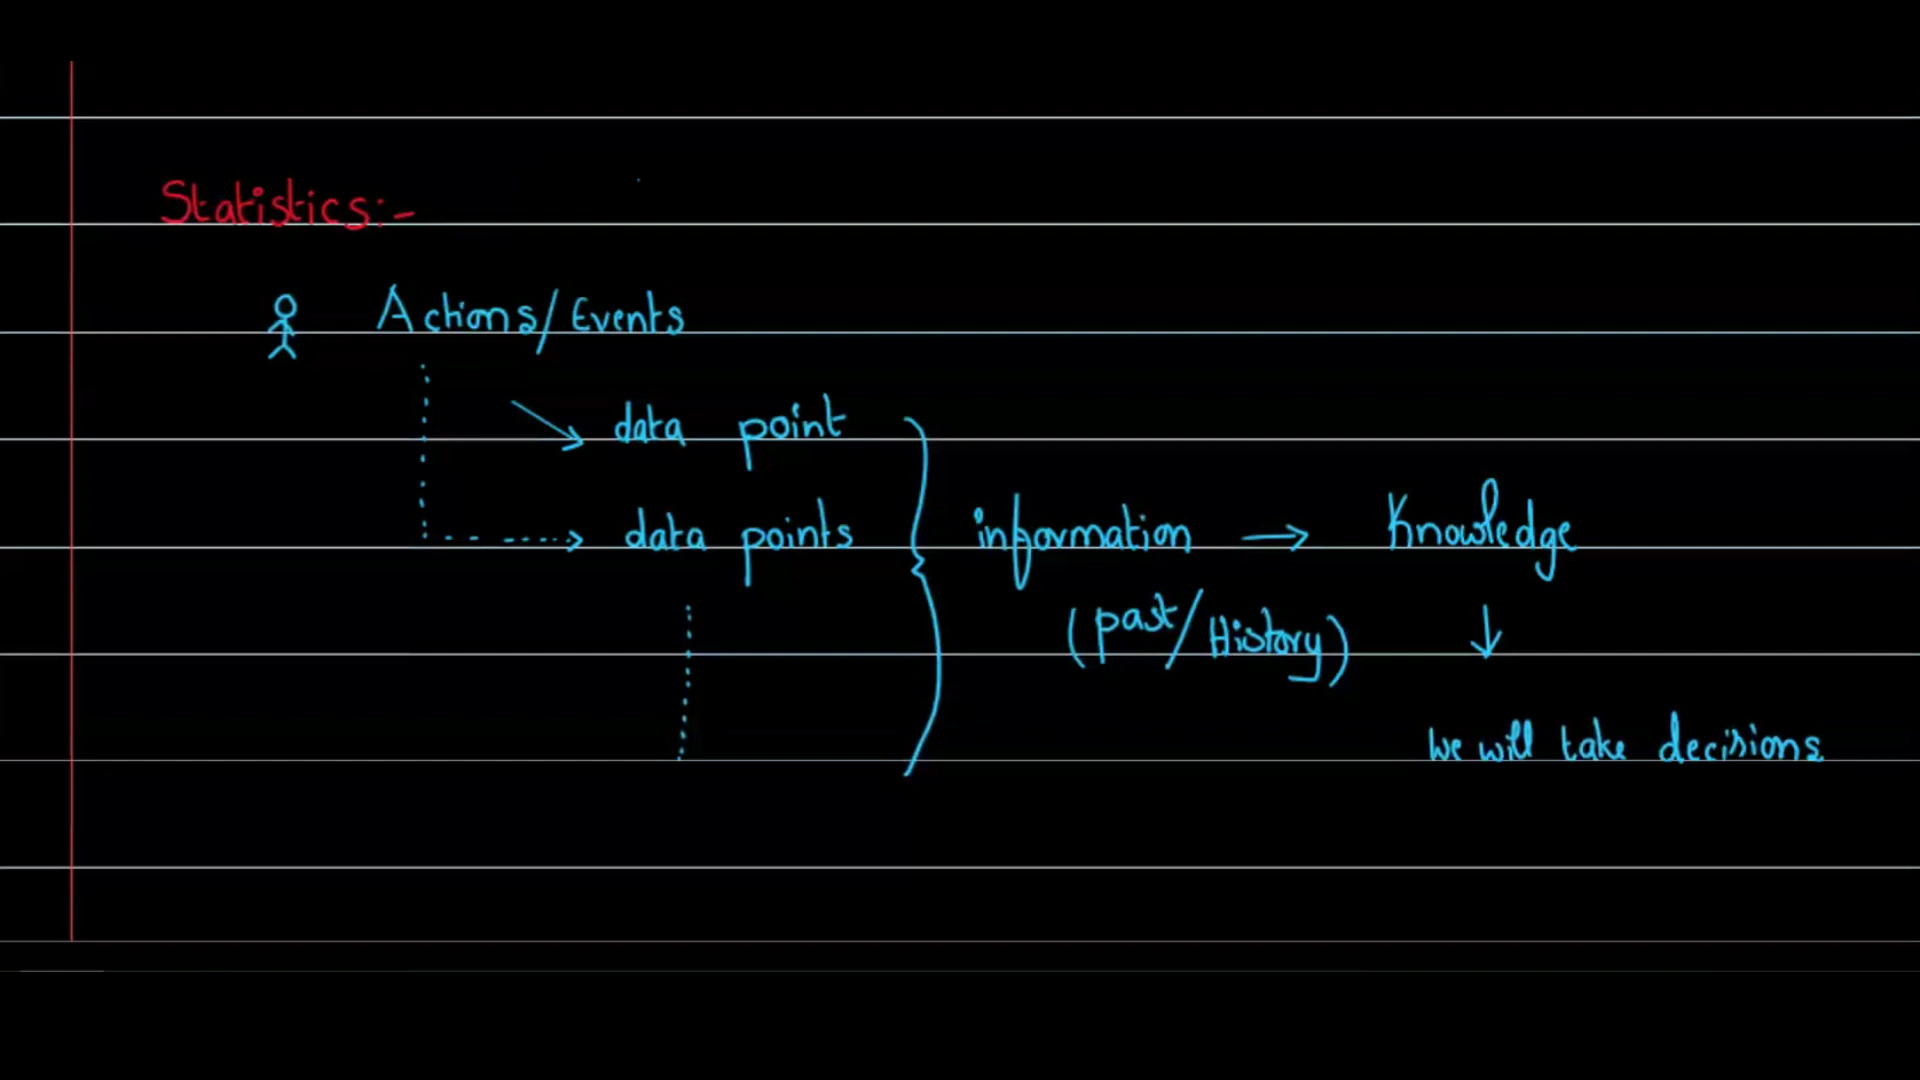 Statistics:-
Actions/Events
data point
data points
information → Knowledge
(past/History)
↓
We will take decisions